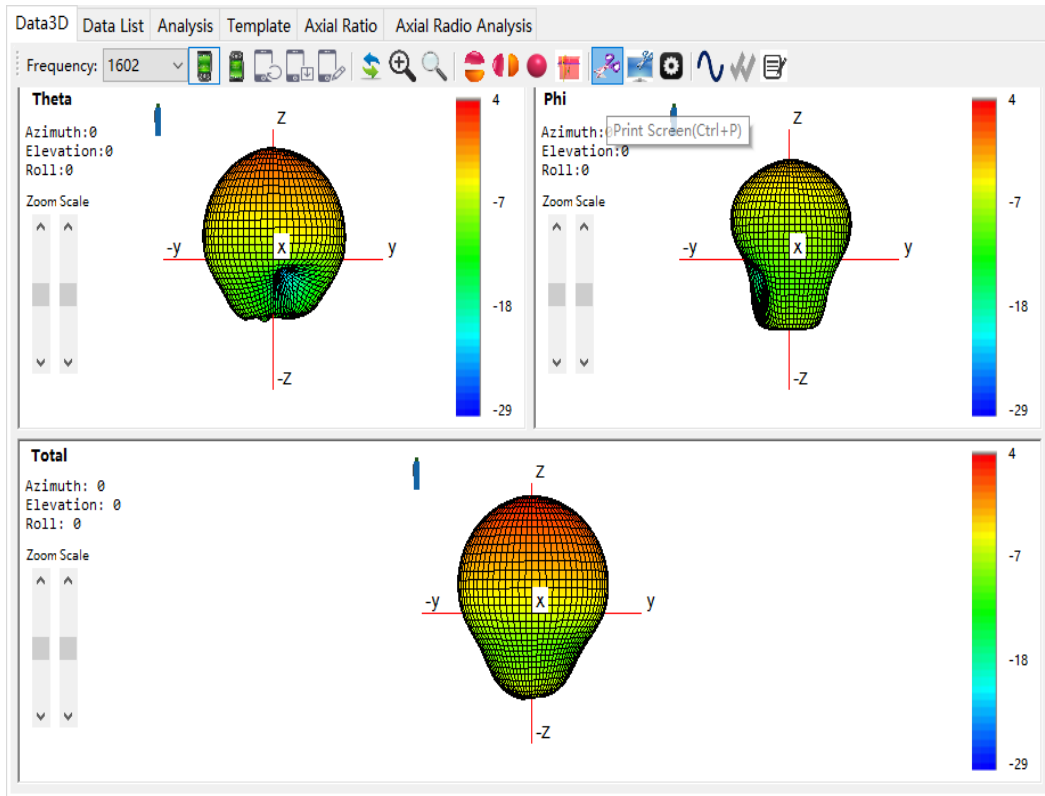 Data3D Data List Analysis Template Axial Ratio Axial Radio Analysis
Frequency: 1602
Theta
Azimuth:0
Elevation:0
Roll:0
Zoom Scale
Z
-y
X
y
-Z
4
-7
-18
-29
Phi
Azimuth:0
Print Screen(Ctrl+P)
Elevation:0
Roll:0
Zoom Scale
Z
-y
X
y
-Z
4
-7
-18
-29
Total
Azimuth: 0
Elevation: 0
Roll: 0
Zoom Scale
Z
-y
X
y
-Z
4
-7
-18
-29